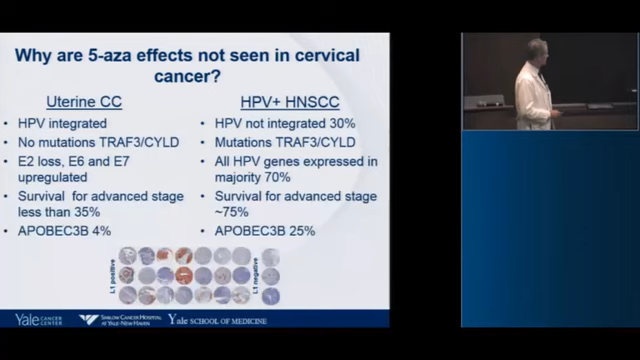 Why are 5-aza effects not seen in cervical
cancer?
Uterine CC
• HPV integrated
• No mutations TRAF3/CYLD
• E2 loss, E6 and E7
upregulated
• Survival for advanced stage
less than 35%
• APOBEC3B 4%
HPV+ HNSCC
• HPV not integrated 30%
• Mutations TRAF3/CYLD
• All HPV genes expressed in
majority 70%
• Survival for advanced stage
~75%
• APOBEC3B 25%
L1 positive
L1 negative
Yale CANCER
CENTER
SMILOW CANCER HOSPITAL
AT YALE-NEW HAVEN
Yale SCHOOL OF MEDICINE